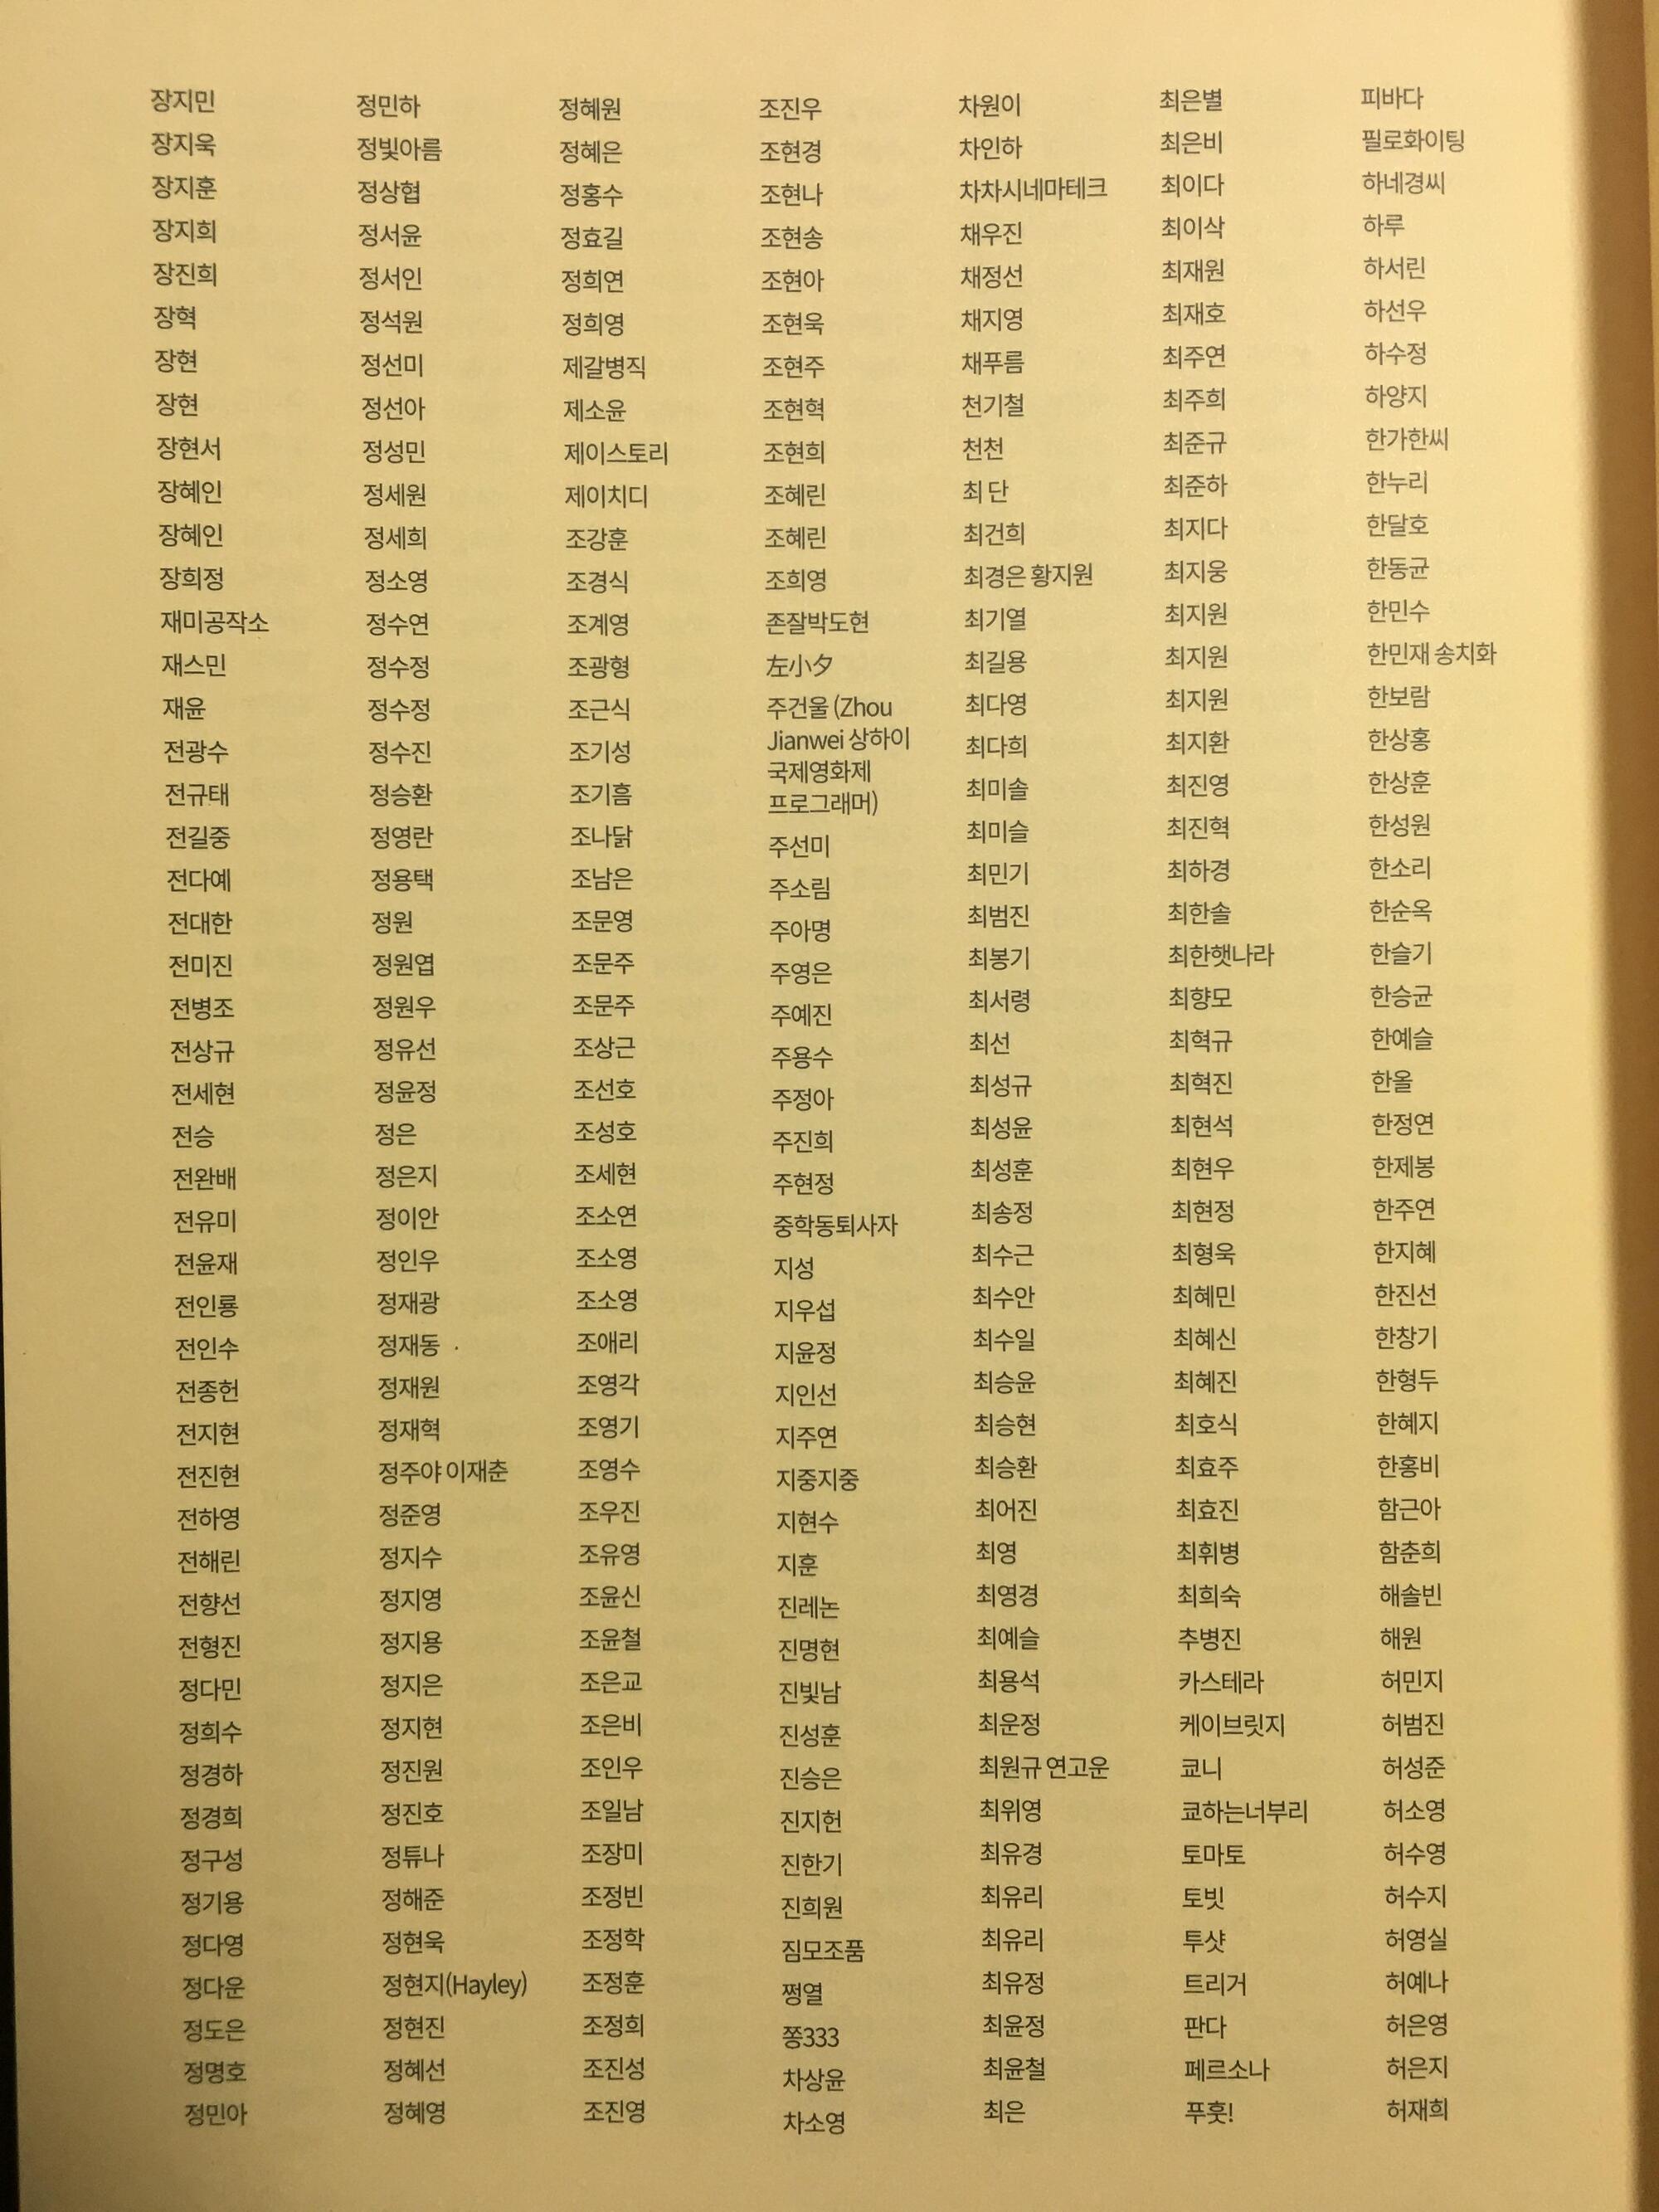 장지민
장지욱
장지훈
장지희
장진희
장혁
장현
장현
장현서
장혜인
장혜인
장희정
재미공작소
재스민
재윤
전광수
전규태
전길중
전다예
전대한
전미진
전병조
전상규
전세현
전승
전완배
전유미
전윤재
전인룡
전인수
전종헌
전지현
전진현
전하영
전해린
전향선
전형진
정다민
정희수
정경하
정경희
정구성
정기용
정다영
정다운
정도은
정명호
정민아
정민하
정빛아름
정상협
정서윤
정서인
정석원
정선미
정선아
정성민
정세원
정세희
정소영
정수연
정수정
정수정
정수진
정승환
정영란
정용택
정원
정원엽
정원우
정유선
정윤정
정은
정은지
정이안
정인우
정재광
정재동
정재원
정재혁
정주야 이재춘
정준영
정지수
정지영
정지용
정지은
정지현
정진원
정진호
정튜나
정해준
정현욱
정현지(Hayley)
정현진
정혜선
정혜영
정혜원
정혜은
정홍수
정효길
정희연
정희영
제갈병직
제소윤
제이스토리
제이치디
조강훈
조경식
조계영
조광형
조근식
조기성
조기흠
조나닭
조남은
조문영
조문주
조문주
조상근
조선호
조성호
조세현
조소연
조소영
조소영
조애리
조영각
조영기
조영수
조우진
조유영
조윤신
조윤철
조은교
조은비
조인우
조일남
조장미
조정빈
조정학
조정훈
조정희
조진성
조진영
조진우
조현경
조현나
조현송
조현아
조현욱
조현주
조현혁
조현희
조혜린
조혜린
조희영
존잘박도현
左小夕
주건울 (Zhou
Jianwei 상하이
국제영화제
프로그래머)
주선미
주소림
주아명
주영은
주예진
주용수
주정아
주진희
주현정
중학동퇴사자
지성
지우섭
지윤정
지인선
지주연
지중지중
지현수
지훈
진레논
진명현
진빛남
진성훈
진승은
진지헌
진한기
진희원
짐모조품
쩡열
쫑333
차상윤
차소영
차원이
차인하
차차시네마테크
채우진
채정선
채지영
채푸름
천기철
천천
최 단
최건희
최경은 황지원
최기열
최길용
최다영
최다희
최미솔
최미슬
최민기
최범진
최봉기
최서령
최선
최성규
최성윤
최성훈
최송정
최수근
최수안
최수일
최승윤
최승현
최승환
최어진
최영
최영경
최예슬
최용석
최운정
최원규 연고운
최위영
최유경
최유리
최유리
최유정
최윤정
최윤철
최은
최은별
최은비
최이다
최이삭
최재원
최재호
최주연
최주희
최준규
최준하
최지다
최지웅
최지원
최지원
최지원
최지환
최진영
최진혁
최하경
최한솔
최한햇나라
최향모
최혁규
최혁진
최현석
최현우
최현정
최형욱
최혜민
최혜신
최혜진
최호식
최효주
최효진
최휘병
최희숙
추병진
카스테라
케이브릿지
쿄니
쿄하는너부리
토마토
토빗
투샷
트리거
판다
페르소나
푸훗!
피바다
필로화이팅
하네경씨
하루
하서린
하선우
하수정
하양지
한가한씨
한누리
한달호
한동균
한민수
한민재 송치화
한보람
한상홍
한상훈
한성원
한소리
한순옥
한슬기
한승균
한예슬
한올
한정연
한제봉
한주연
한지혜
한진선
한창기
한형두
한혜지
한홍비
함근아
함춘희
해솔빈
해원
허민지
허범진
허성준
허소영
허수영
허수지
허영실
허예나
허은영
허은지
허재희